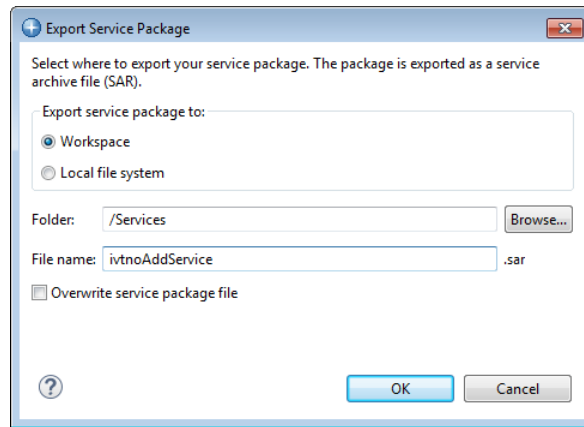 Export Service Package
Select where to export your service package. The package is exported as a service
archive file (SAR).
Export service package to:
Workspace
Local file system
Folder: /Services Browse...
File name: ivtnoAddService .sar
Overwrite service package file
? OK Cancel